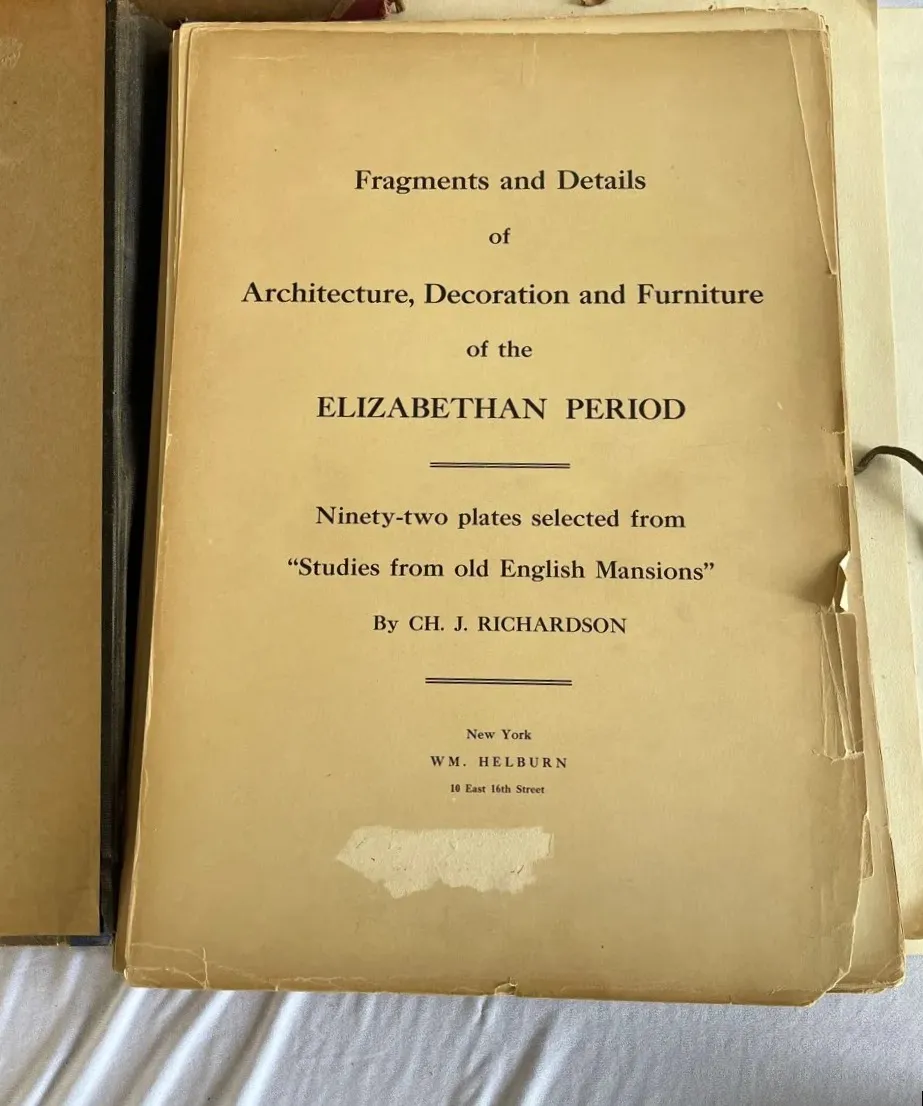 Fragments and Details
of
Architecture, Decoration and Furniture
of the
ELIZABETHAN PERIOD
Ninety-two plates selected from
“Studies from old English Mansions”
By CH. J. RICHARDSON
New York
WM. HELBURN
10 East 16th Street